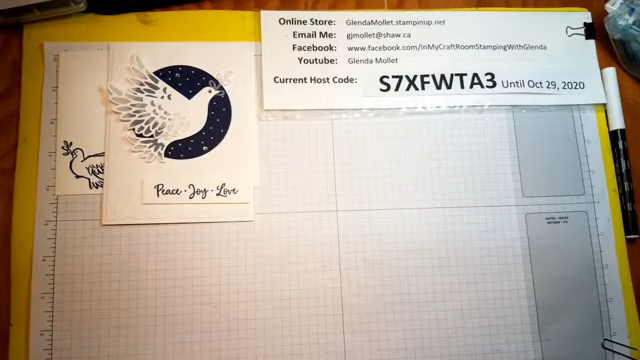 Online Store: GlendaMollet.stampinup.net
Email Me: gjmollet@shaw.ca
Facebook: www.facebook.com/InMyCraftRoomStampingWithGlenda
Youtube: Glenda Mollet
Current Host Code: S7XFWTA3 Until Oct 29, 2020
Peace • Joy • Love